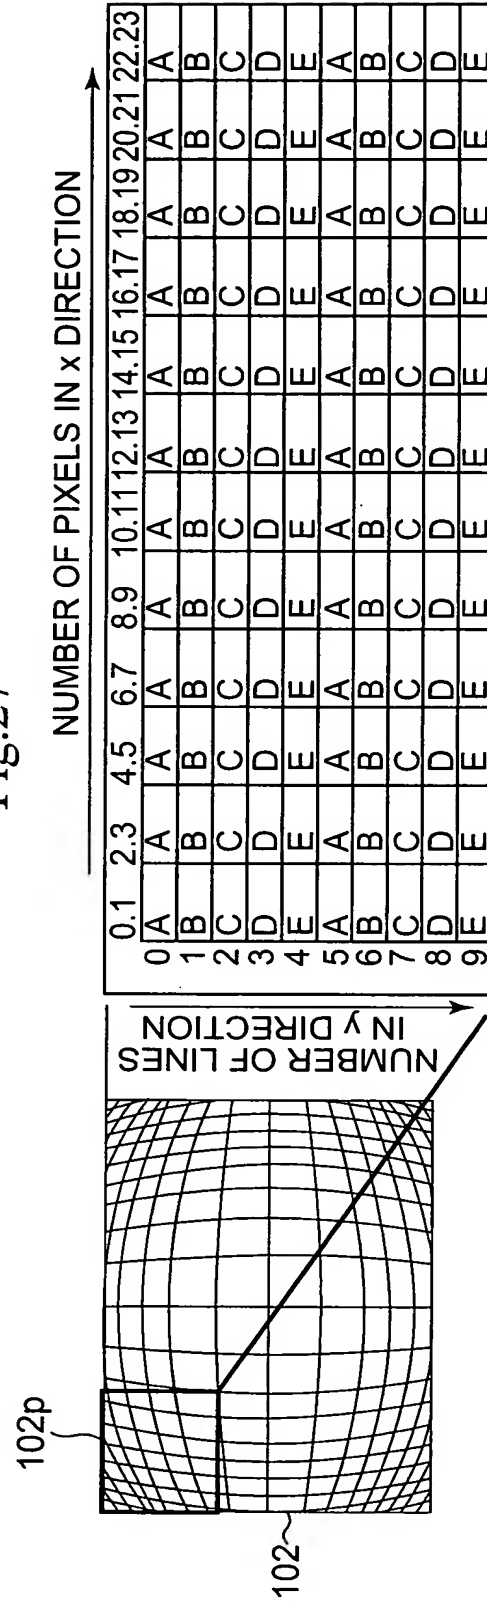 Fig.27
NUMBER OF PIXELS IN x DIRECTION
0.1 2.3 4.5 6.7 8.9 10.11 12.13 14.15 16.17 18.19 20.21 22.23
0 A A A A A A A A A A A A
1 B B B B B B B B B B B B
2 C C C C C C C C C C C C
3 D D D D D D D D D D D D
4 E E E E E E E E E E E E
5 A A A A A A A A A A A A
6 B B B B B B B B B B B B
7 C C C C C C C C C C C C
8 D D D D D D D D D D D D
9 E E E E E E E E E E E E
NUMBER OF LINES
IN y DIRECTION
102p
102